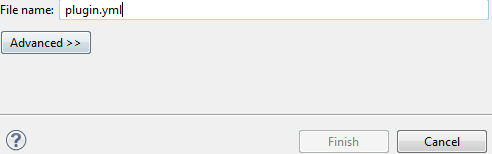 File name: plugin.yml
Advanced >>
?
Finish Cancel